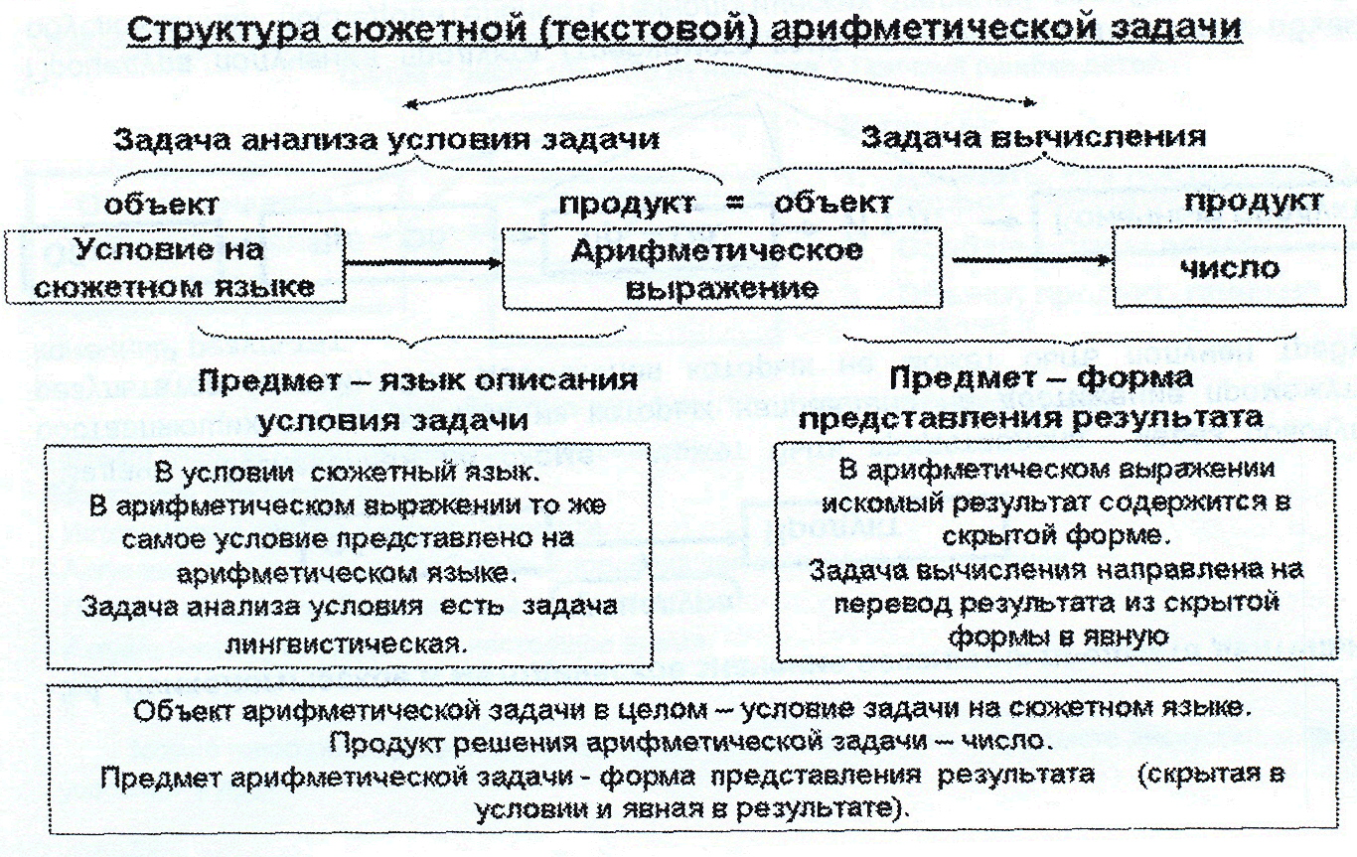 Структура сюжетной (текстовой) арифметической задачи
Задача анализа условия задачи
Задача вычисления
объект
продукт = объект
продукт
Условие на
сюжетном языке
Арифметическое
выражение
число
Предмет – язык описания
условия задачи
Предмет – форма
представления результата
В условии сюжетный язык.
В арифметическом выражении то же
самое условие представлено на
арифметическом языке.
Задача анализа условия есть задача
лингвистическая.
В арифметическом выражении
искомый результат содержится в
скрытой форме.
Задача вычисления направлена на
перевод результата из скрытой
формы в явную
Объект арифметической задачи в целом – условие задачи на сюжетном языке.
Продукт решения арифметической задачи – число.
Предмет арифметической задачи - форма представления результата (скрытая в
условии и явная в результате).